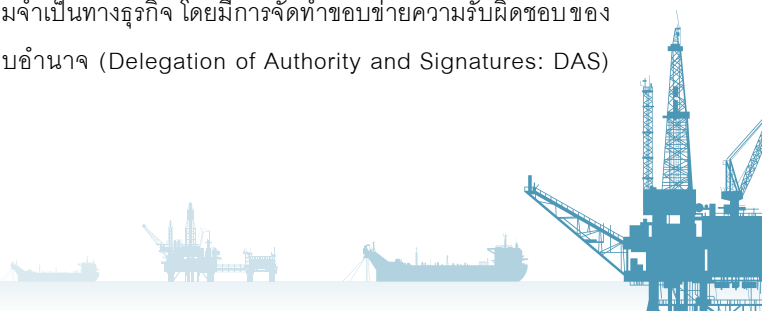 มจำเป็นทางธุรกิจ โดยมีการจัดทำขอบข่ายความรับผิดชอบของ
บอำนาจ (Delegation of Authority and Signatures: DAS)